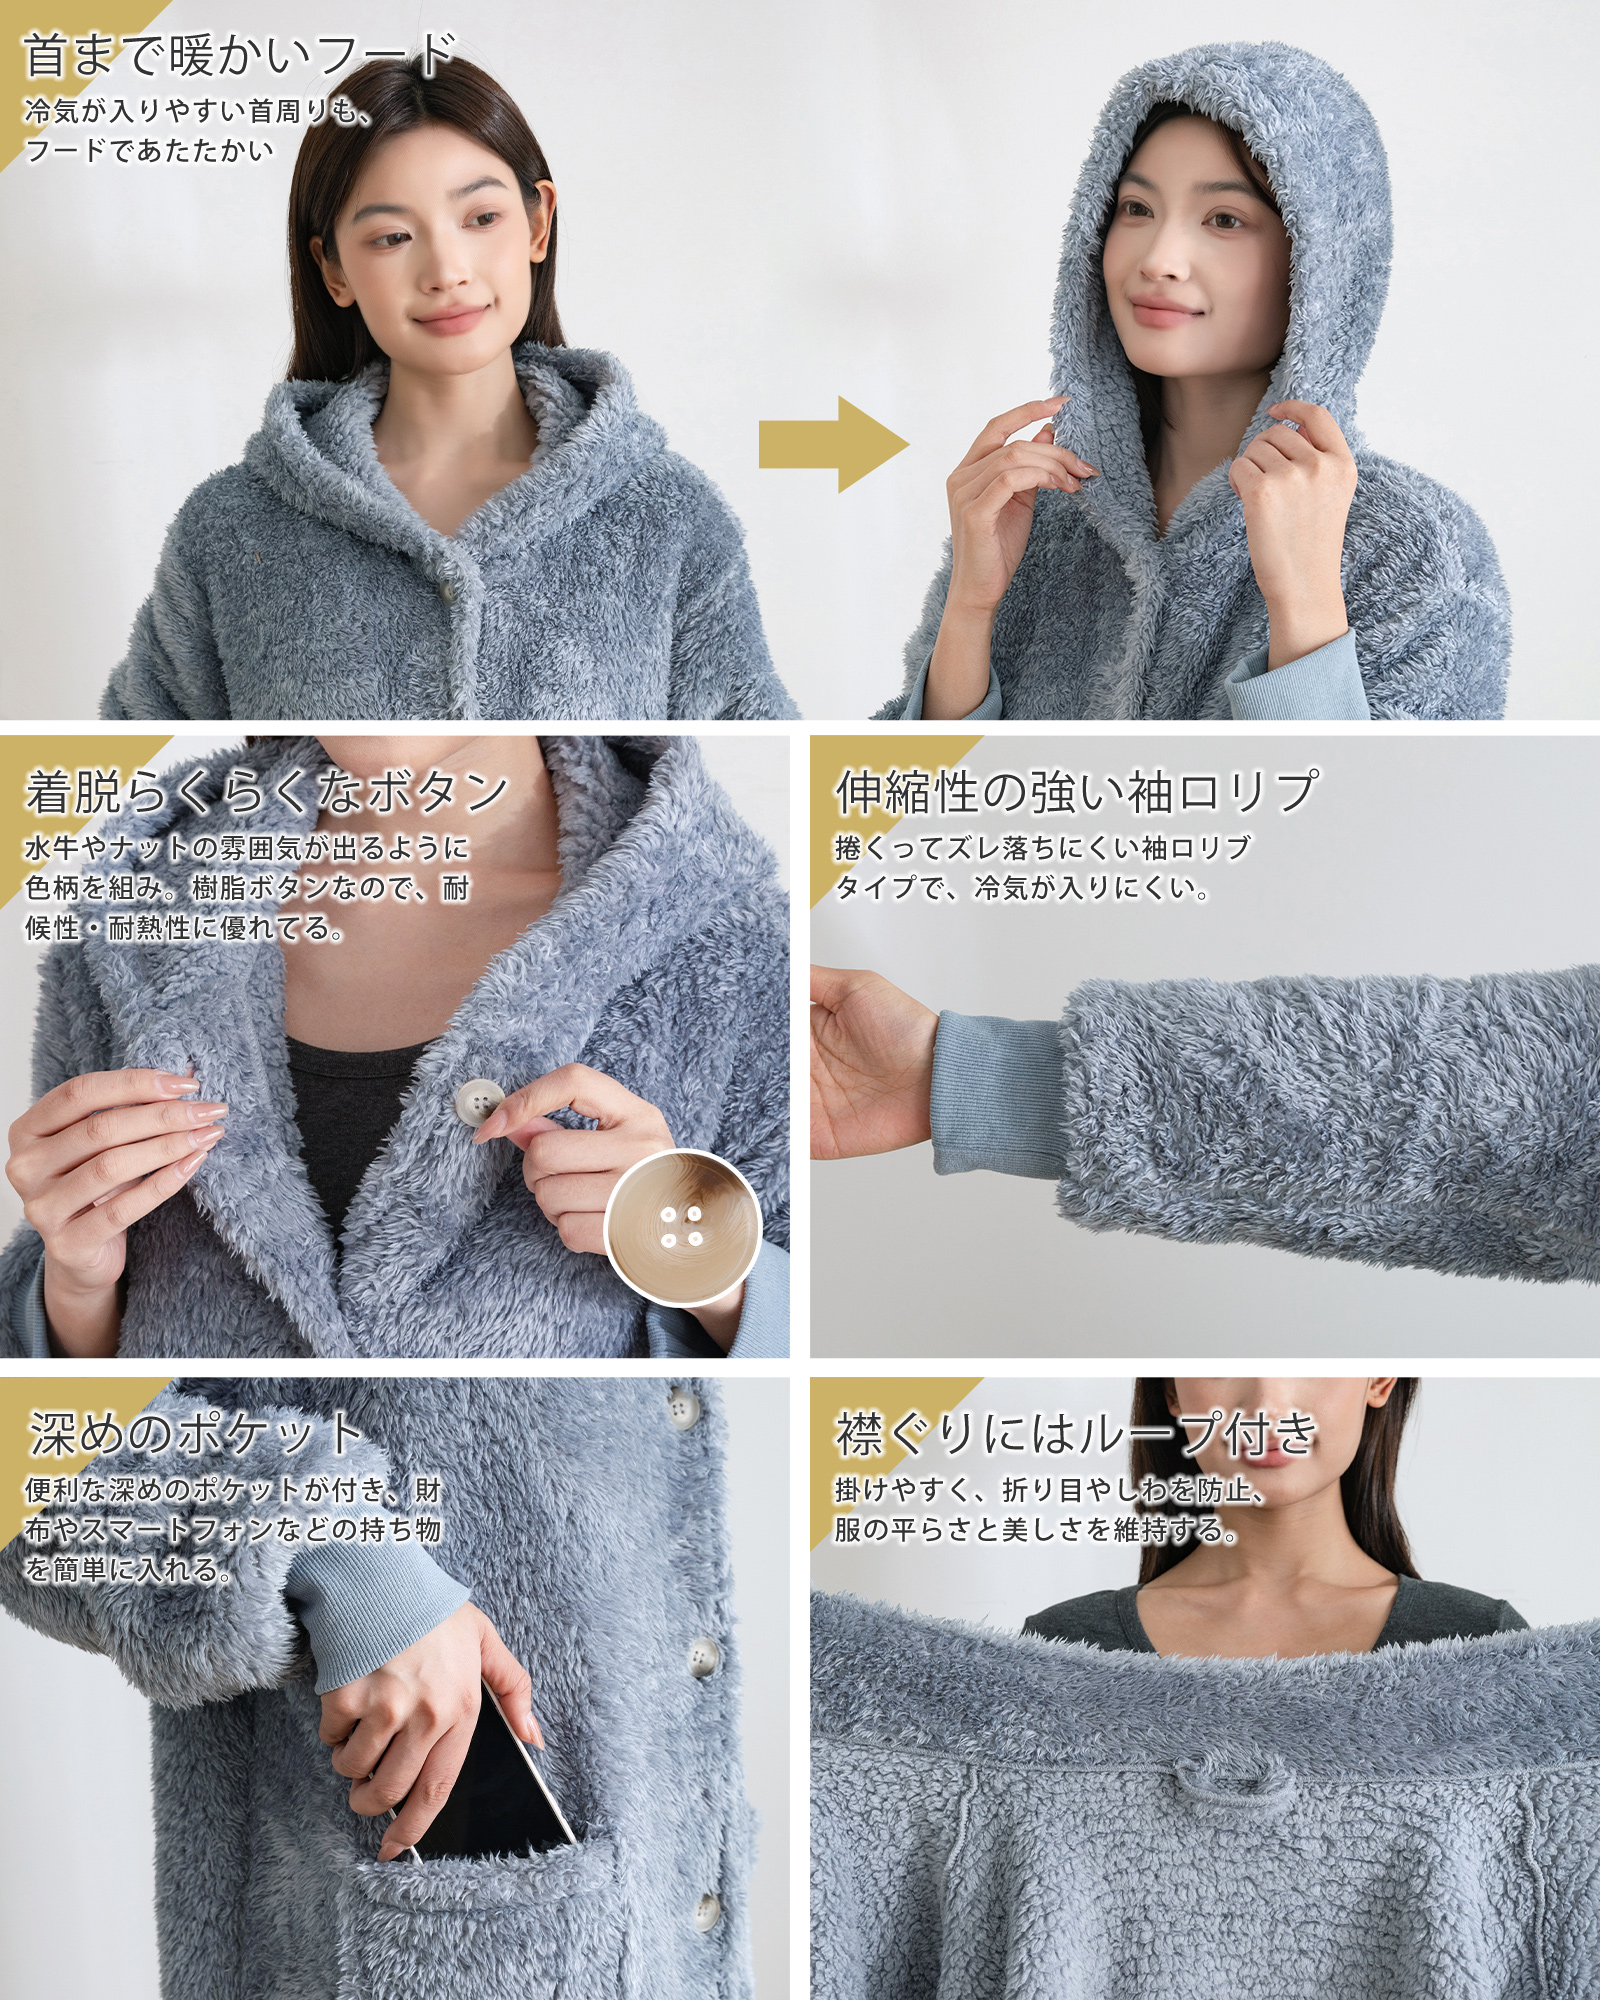 首まで暖かいフード
冷気が入りやすい首周りも、
フードであたたかい
着脱らくらくなボタン
水牛やナットの雰囲気が出るように
色柄を組み。樹脂ボタンなので、耐
候性・耐熱性に優れてる。
伸縮性の強い袖ロリプ
捲くってズレ落ちにくい袖ロリブ
タイプで、冷気が入りにくい。
深めのポケット
便利な深めのポケットが付き、財
布やスマートフォンなどの持ち物
を簡単に入れる。
襟ぐりにはループ付き
掛けやすく、折り目やしわを防止、
服の平らさと美しさを維持する。